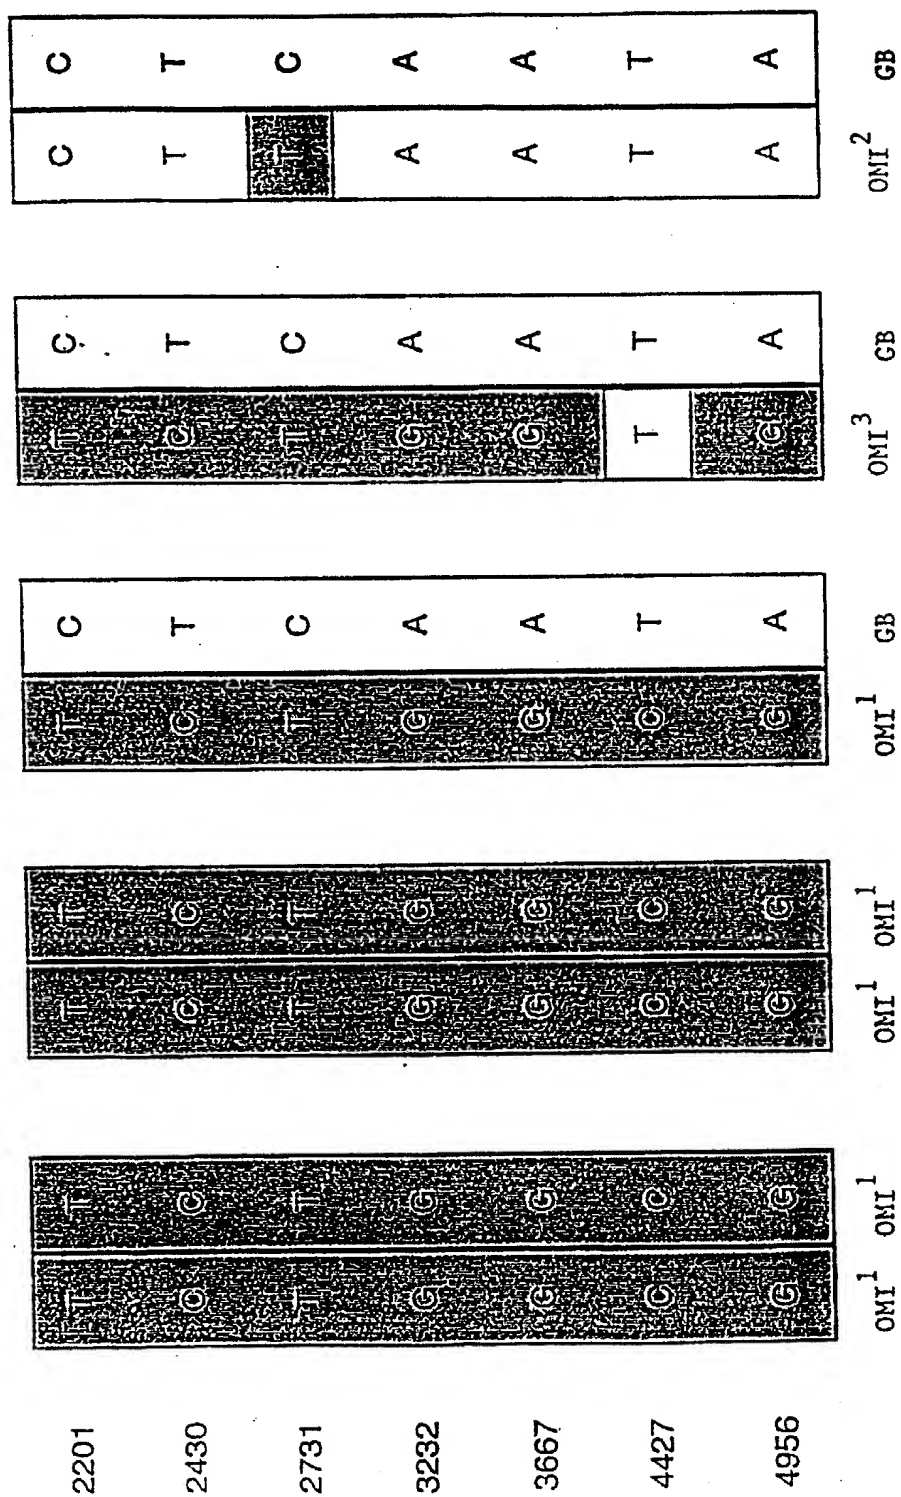 2201 T T T T T C T C C C
2430 C C C C C T C T T T
2731 T T T T T C T C T C
3232 G G G G G A G A A A
3667 G G G G G A G A A A
4427 C C C C C T T T T T
4956 G G G G G A G A A A
OMI¹ OMI¹ OMI¹ OMI¹ OMI¹ GB OMI³ GB OMI² GB